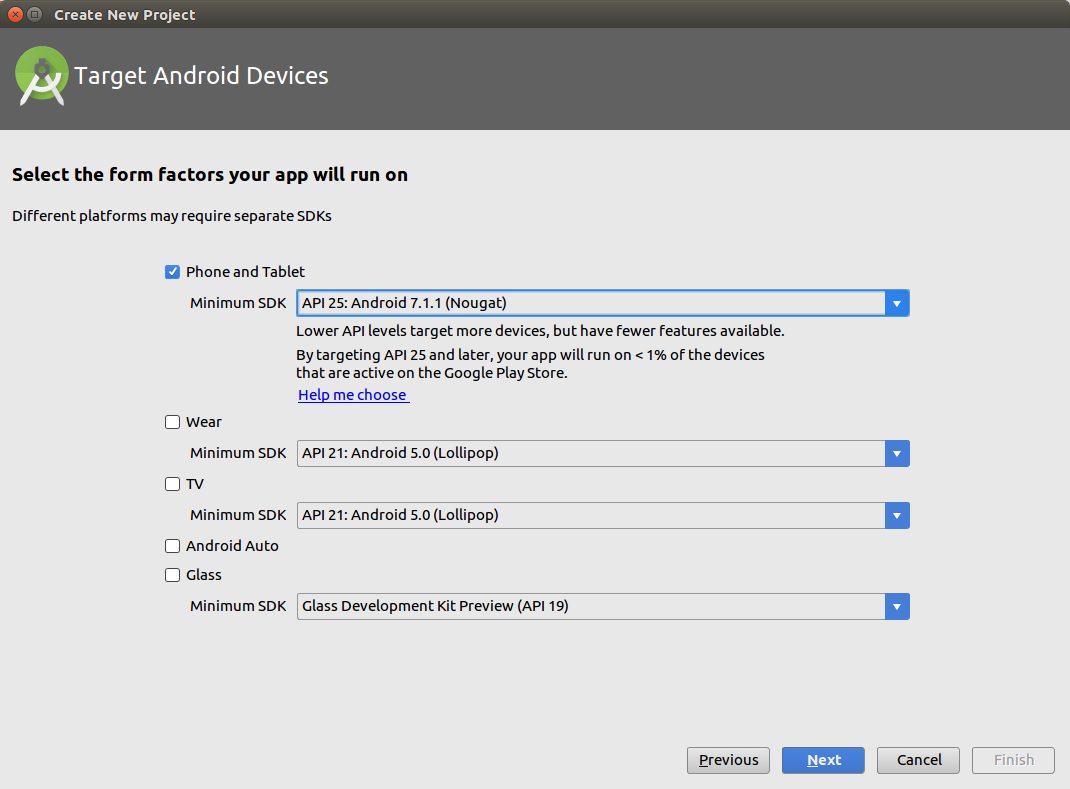 Create New Project
Target Android Devices
Select the form factors your app will run on
Different platforms may require separate SDKs
Phone and Tablet
Minimum SDK API 25: Android 7.1.1 (Nougat)
Lower API levels target more devices, but have fewer features available.
By targeting API 25 and later, your app will run on < 1% of the devices
that are active on the Google Play Store.
Help me choose
Wear
Minimum SDK API 21: Android 5.0 (Lollipop)
TV
Minimum SDK API 21: Android 5.0 (Lollipop)
Android Auto
Glass
Minimum SDK Glass Development Kit Preview (API 19)
Previous Next Cancel Finish